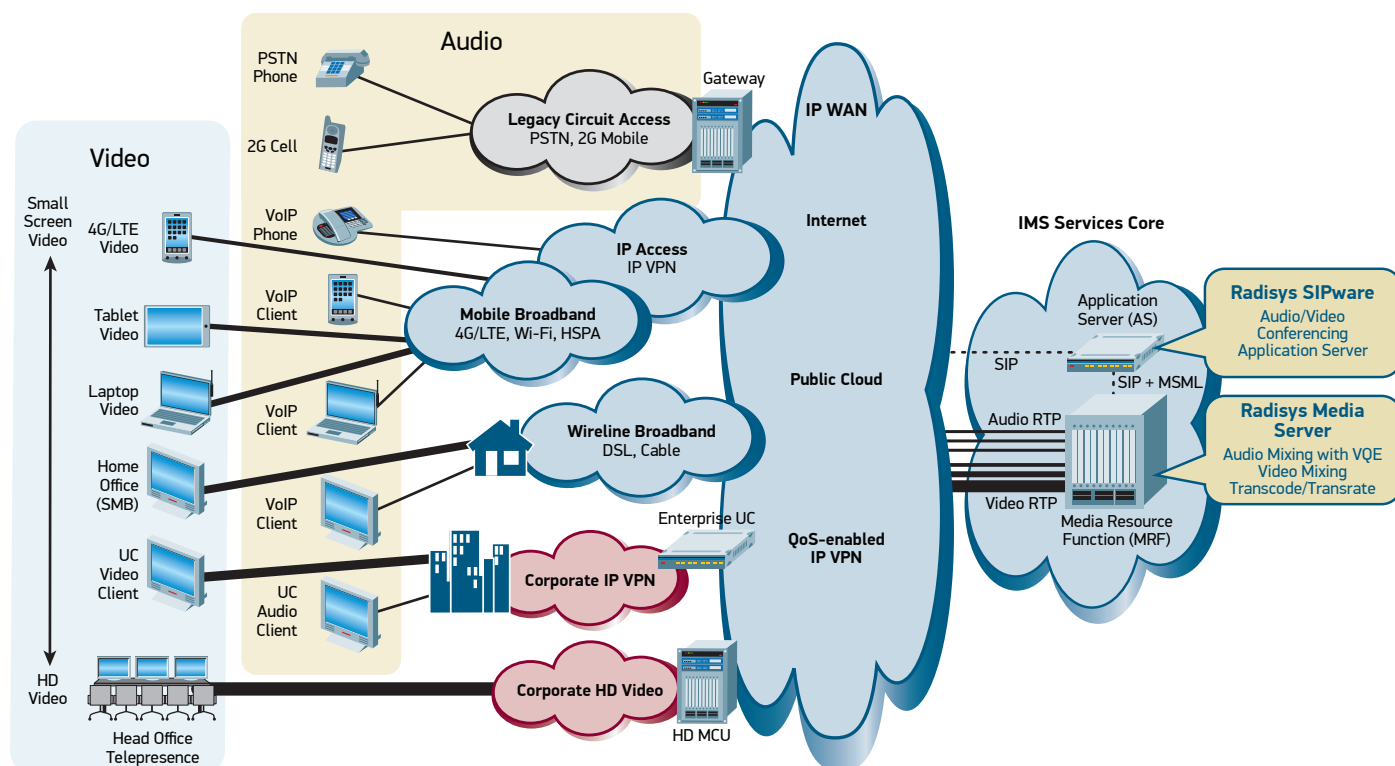 Audio
PSTN
Phone
2G Cell
Legacy Circuit Access
PSTN, 2G Mobile
Gateway
Video
Small
Screen
Video
4G/LTE
Video
Tablet
Video
Laptop
Video
Home
Office
(SMB)
UC
Video
Client
HD
Video
Head Office
Telepresence
VoIP
Phone
VoIP
Client
VoIP
Client
VoIP
Client
UC
Audio
Client
IP Access
IP VPN
Mobile Broadband
4G/LTE, Wi-Fi, HSPA
Wireline Broadband
DSL, Cable
Enterprise UC
Corporate IP VPN
Corporate HD Video
HD MCU
IP WAN
Internet
Public Cloud
QoS-enabled
IP VPN
IMS Services Core
Application
Server (AS)
SIP
SIP + MSML
Audio RTP
Video RTP
Media Resource
Function (MRF)
Radisys SIPware
Audio/Video
Conferencing
Application Server
Radisys Media
Server
Audio Mixing with VQE
Video Mixing
Transcode/Transrate